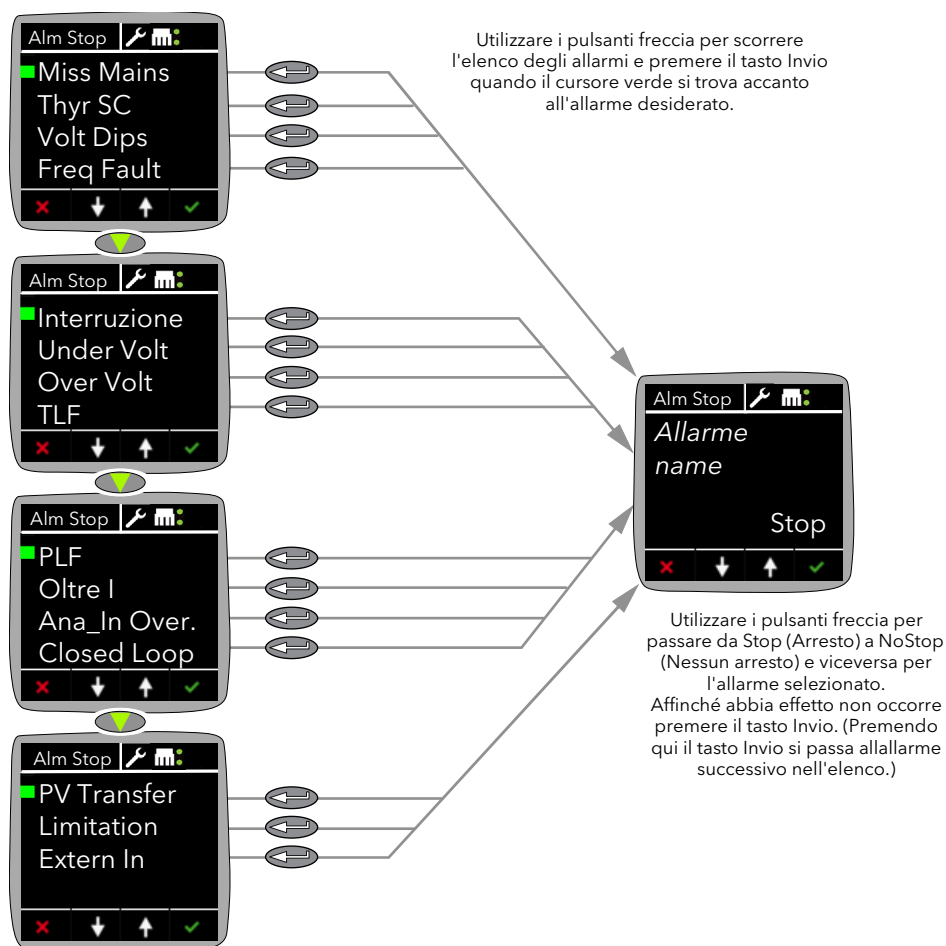 Alm Stop
Miss Mains
Thyr SC
Volt Dips
Freq Fault
Utilizzare i pulsanti freccia per scorrere
l'elenco degli allarmi e premere il tasto Invio
quando il cursore verde si trova accanto
all'allarme desiderato.
Alm Stop
Interruzione
Under Volt
Over Volt
TLF
Alm Stop
Allarme
name
Stop
Alm Stop
PLF
Oltre I
Ana_In Over.
Closed Loop
Utilizzare i pulsanti freccia per
passare da Stop (Arresto) a NoStop
(Nessun arresto) e viceversa per
l'allarme selezionato.
Affinché abbia effetto non occorre
premere il tasto Invio. (Premendo
qui il tasto Invio si passa allallarme
successivo nell'elenco.)
Alm Stop
PV Transfer
Limitation
Extern In